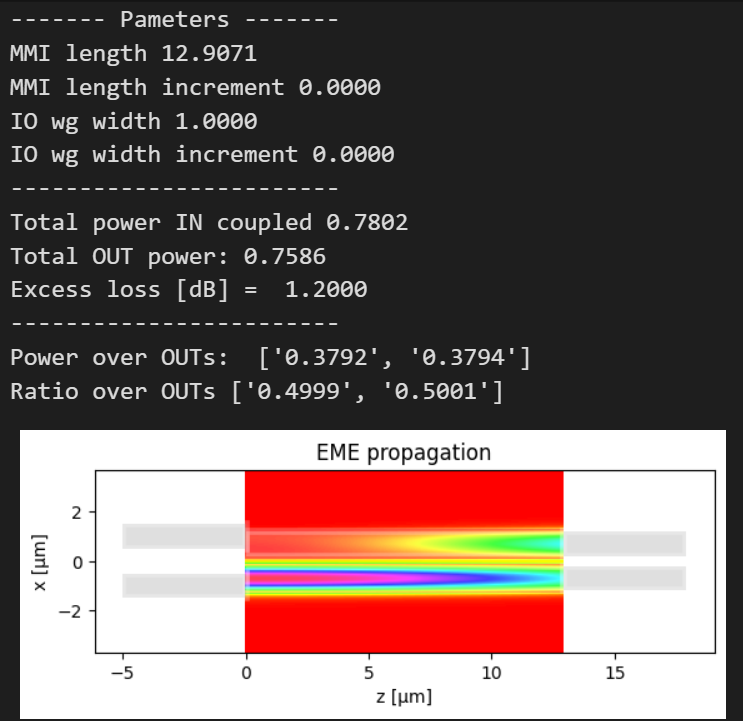 ------- Pameters -------
MMI length 12.9071
MMI length increment 0.0000
IO wg width 1.0000
IO wg width increment 0.0000
------------------------
Total power IN coupled 0.7802
Total OUT power: 0.7586
Excess loss [dB] =  1.2000
------------------------
Power over OUTs:  ['0.3792', '0.3794']
Ratio over OUTs ['0.4999', '0.5001']
EME propagation
2
0
−2
x [μm]
−5 0 5 10 15
z [μm]